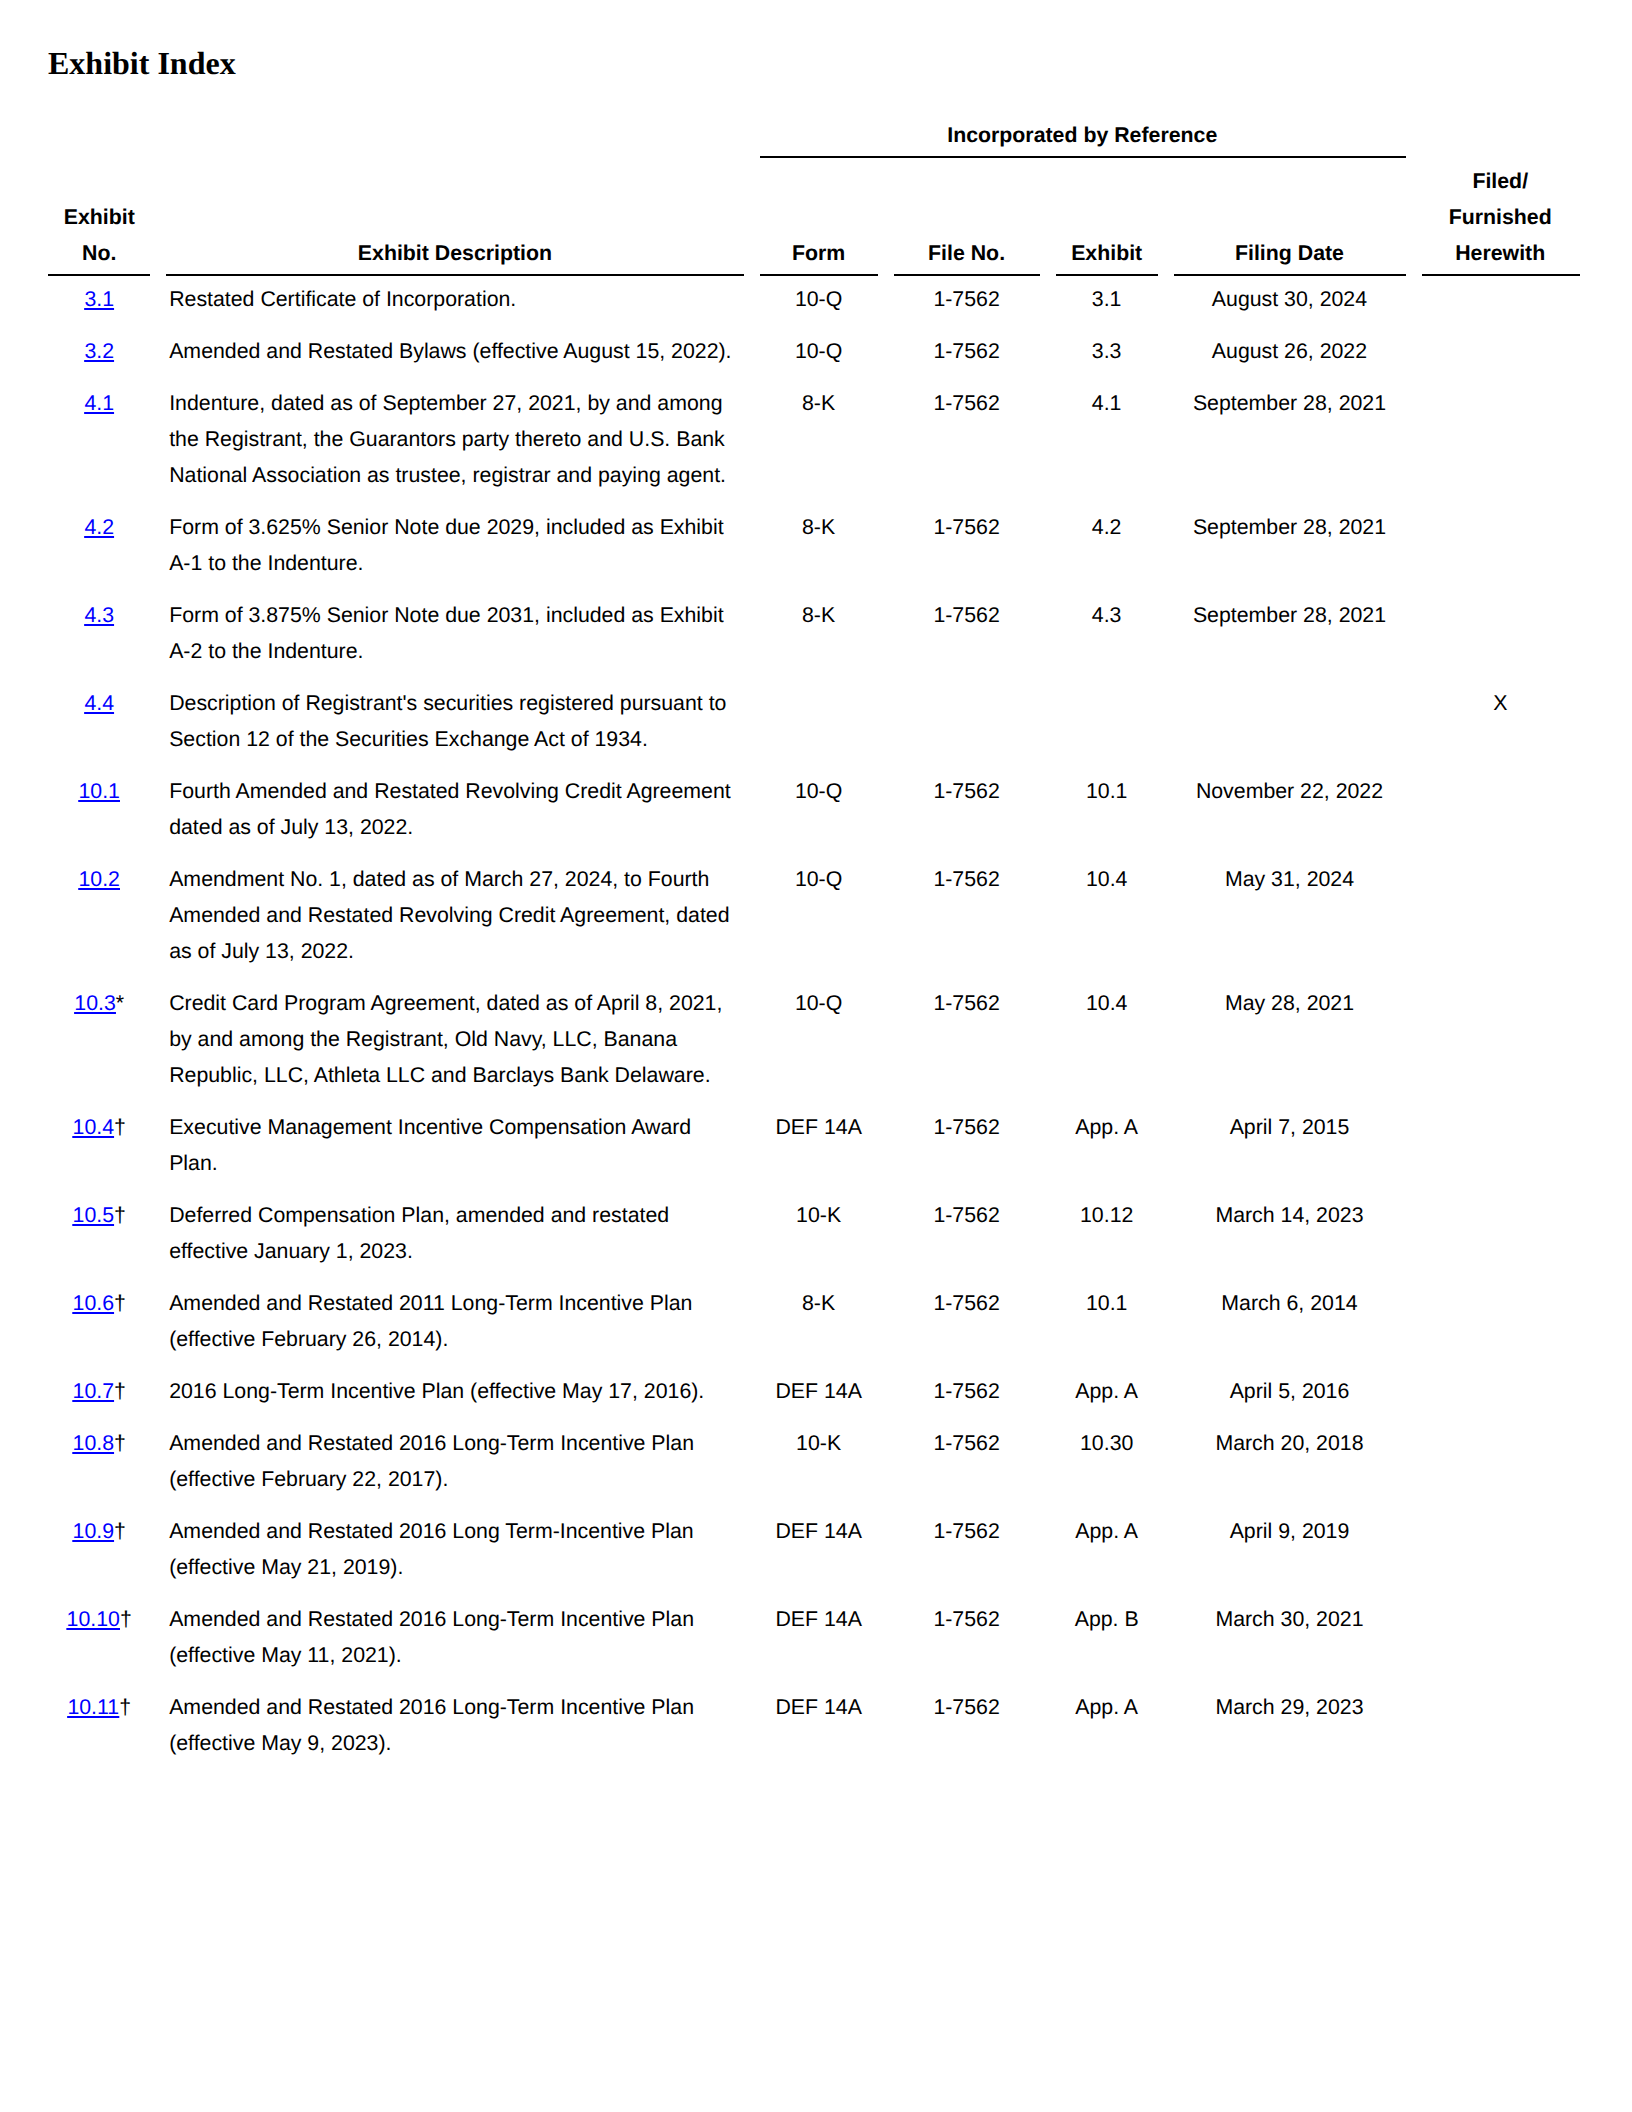 Exhibit Index
Incorporated by Reference
Exhibit No. Exhibit Description Form File No. Exhibit Filing Date Filed/ Furnished Herewith
3.1 Restated Certificate of Incorporation. 10-Q 1-7562 3.1 August 30, 2024
3.2 Amended and Restated Bylaws (effective August 15, 2022). 10-Q 1-7562 3.3 August 26, 2022
4.1 Indenture, dated as of September 27, 2021, by and among 8-K 1-7562 4.1 September 28, 2021
the Registrant, the Guarantors party thereto and U.S. Bank
National Association as trustee, registrar and paying agent.
4.2 Form of 3.625% Senior Note due 2029, included as Exhibit 8-K 1-7562 4.2 September 28, 2021
A-1 to the Indenture.
4.3 Form of 3.875% Senior Note due 2031, included as Exhibit 8-K 1-7562 4.3 September 28, 2021
A-2 to the Indenture.
4.4 Description of Registrant's securities registered pursuant to X
Section 12 of the Securities Exchange Act of 1934.
10.1 Fourth Amended and Restated Revolving Credit Agreement 10-Q 1-7562 10.1 November 22, 2022
dated as of July 13, 2022.
10.2 Amendment No. 1, dated as of March 27, 2024, to Fourth 10-Q 1-7562 10.4 May 31, 2024
Amended and Restated Revolving Credit Agreement, dated
as of July 13, 2022.
10.3* Credit Card Program Agreement, dated as of April 8, 2021, 10-Q 1-7562 10.4 May 28, 2021
by and among the Registrant, Old Navy, LLC, Banana
Republic, LLC, Athleta LLC and Barclays Bank Delaware.
10.4† Executive Management Incentive Compensation Award DEF 14A 1-7562 App. A April 7, 2015
Plan.
10.5† Deferred Compensation Plan, amended and restated 10-K 1-7562 10.12 March 14, 2023
effective January 1, 2023.
10.6† Amended and Restated 2011 Long-Term Incentive Plan 8-K 1-7562 10.1 March 6, 2014
(effective February 26, 2014).
10.7† 2016 Long-Term Incentive Plan (effective May 17, 2016). DEF 14A 1-7562 App. A April 5, 2016
10.8† Amended and Restated 2016 Long-Term Incentive Plan 10-K 1-7562 10.30 March 20, 2018
(effective February 22, 2017).
10.9† Amended and Restated 2016 Long Term-Incentive Plan DEF 14A 1-7562 App. A April 9, 2019
(effective May 21, 2019).
10.10† Amended and Restated 2016 Long-Term Incentive Plan DEF 14A 1-7562 App. B March 30, 2021
(effective May 11, 2021).
10.11† Amended and Restated 2016 Long-Term Incentive Plan DEF 14A 1-7562 App. A March 29, 2023
(effective May 9, 2023).